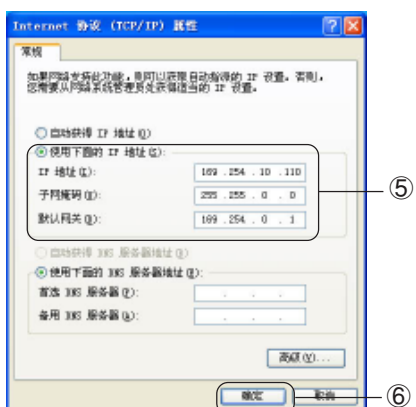 Internet 协议 (TCP/IP) 属性
常规
如果网络支持此功能，则可以获取自动指派的 IP 设置。否则，
您需要从网络系统管理员处获得适当的 IP 设置。
自动获得 IP 地址(O)
使用下面的 IP 地址(S):
IP 地址(I): 169 .254 . 10 .110
子网掩码(U): 255 .255 . 0 . 0
默认网关(D): 169 .254 . 0 . 1
⑤
自动获得 DNS 服务器地址(B)
使用下面的 DNS 服务器地址(E):
首选 DNS 服务器(P):
备用 DNS 服务器(A):
高级(V)...
确定
取消
⑥